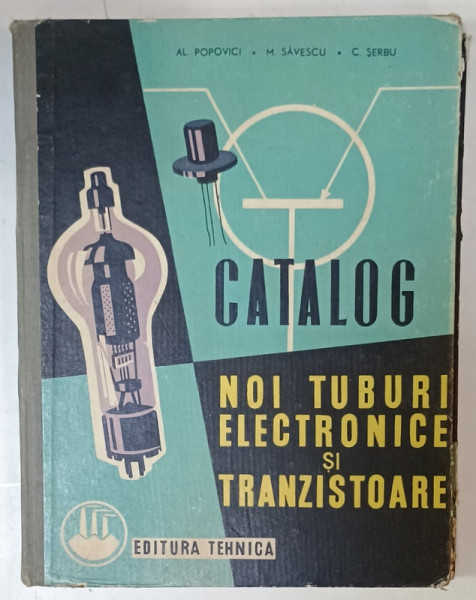 AL. POPOVICI • M. SĂVESCU • C. ȘERBU
CATALOG
NOI TUBURI
ELECTRONICE
ȘI
TRANZISTOARE
EDITURA TEHNICĂ